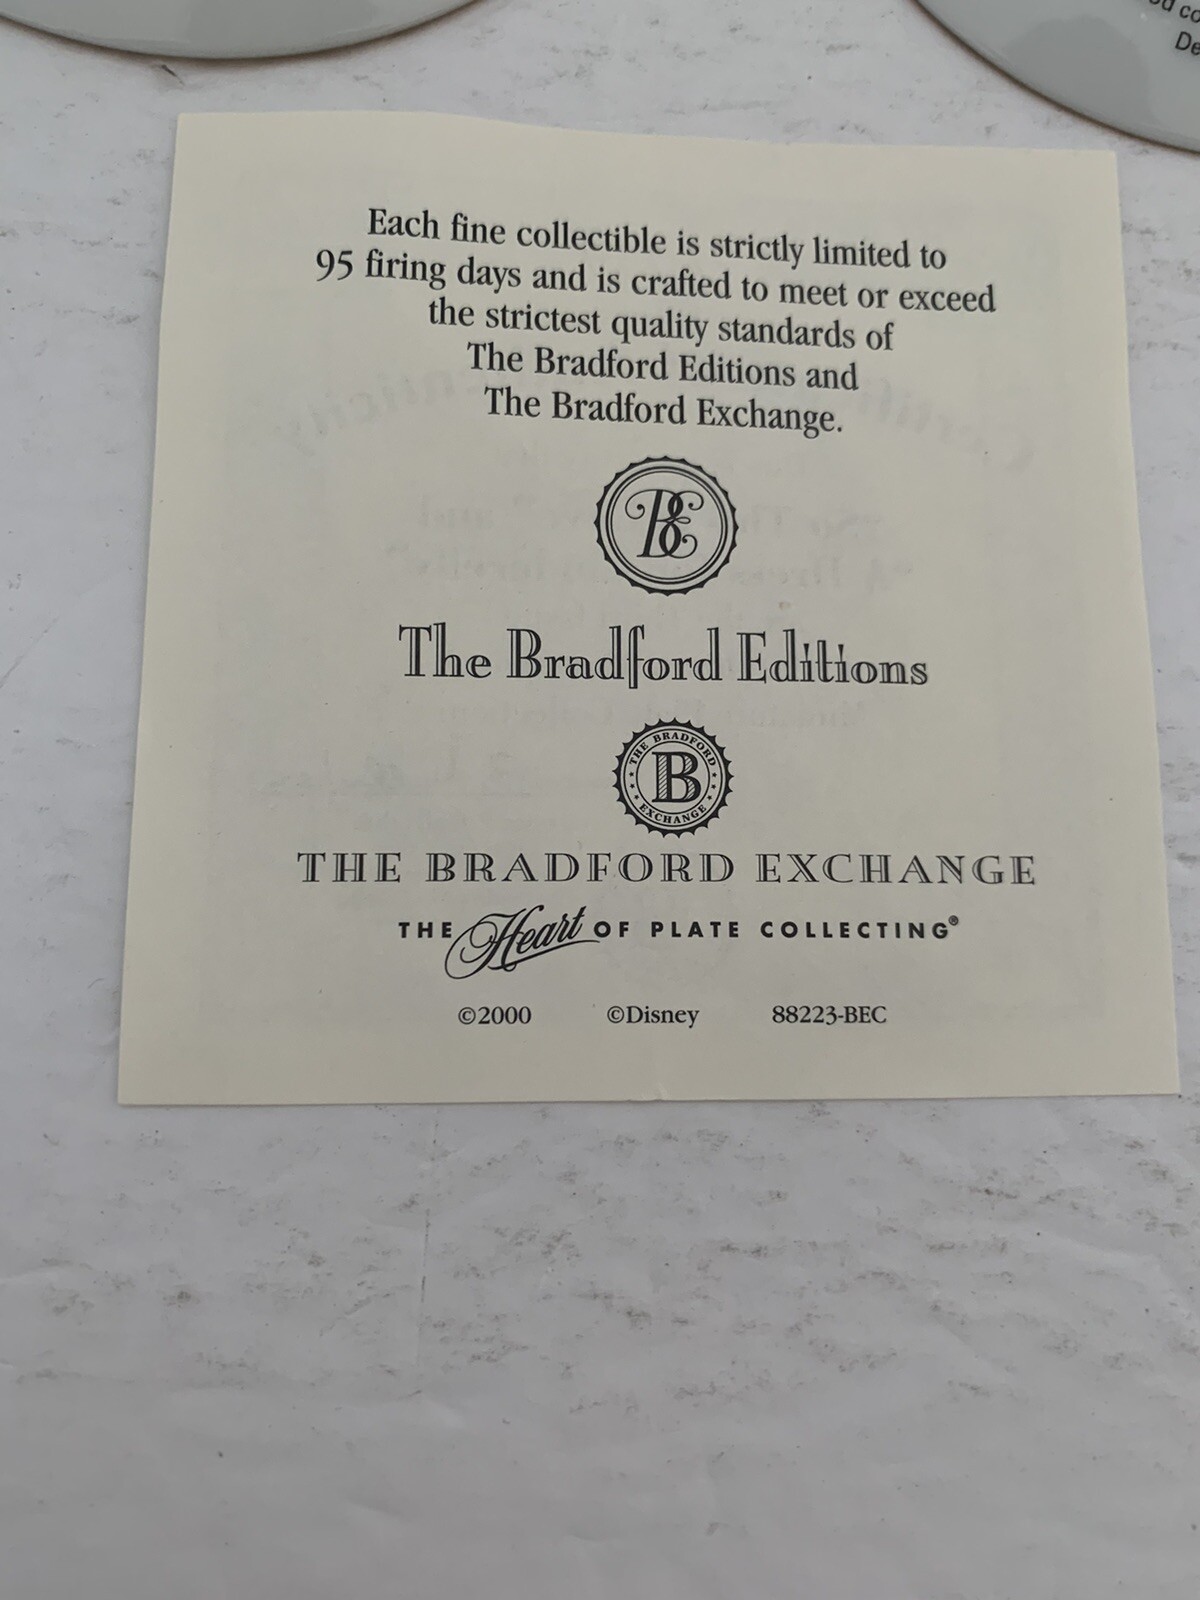 De
Each fine collectible is strictly limited to
95 firing days and is crafted to meet or exceed
the strictest quality standards of
The Bradford Editions and
The Bradford Exchange.
BE
The Bradford Editions
THE BRADFORD
B
EXCHANGE
THE BRADFORD EXCHANGE
THE Heart OF PLATE COLLECTING®
©2000 ©Disney 88223-BEC